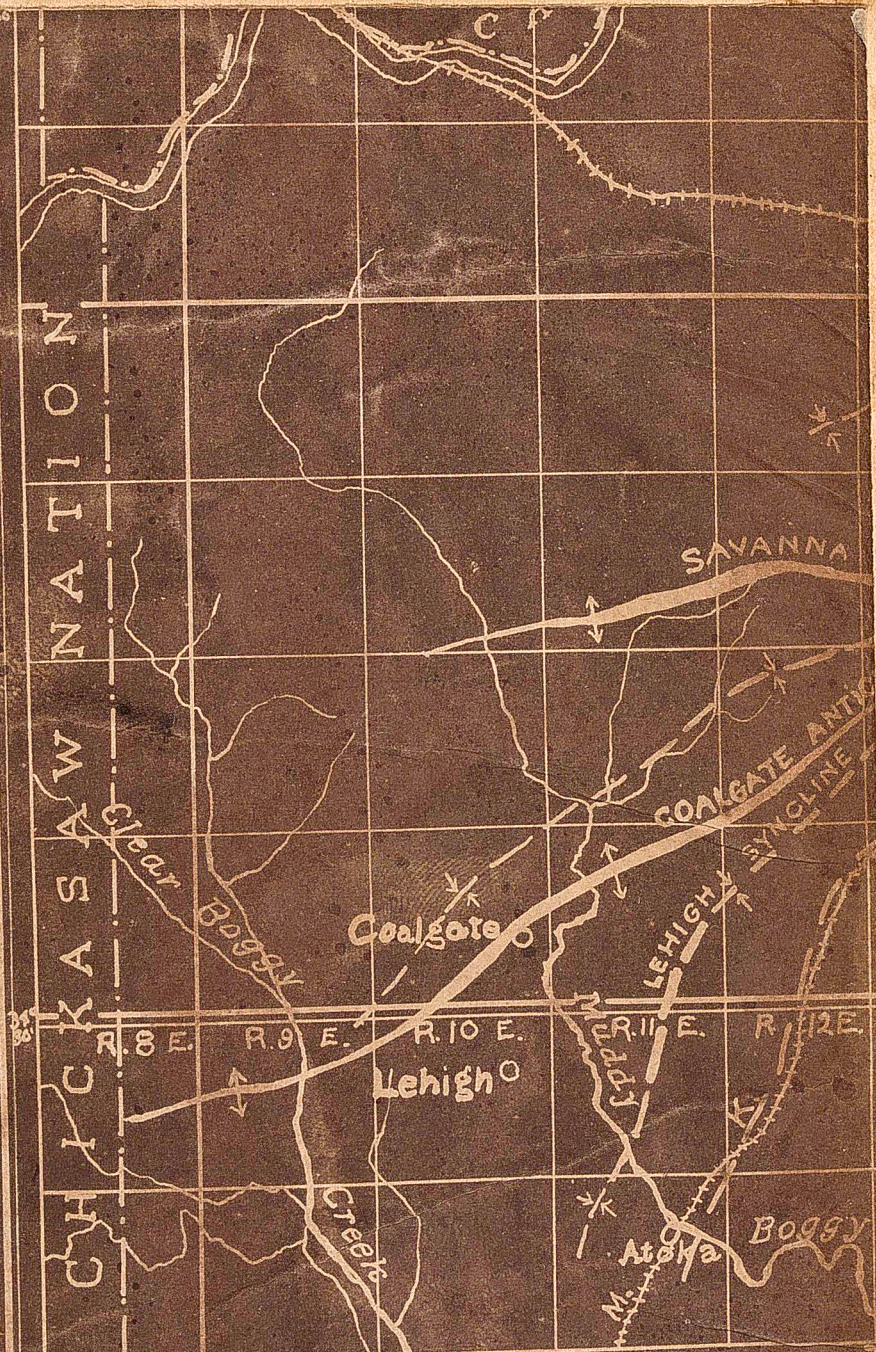 C
CHICKASAW NATION
SAVANNA
COALGATE ANTIC
SYNCLINE
LEHIGH
Clear
Boggy
Creek
Coalgate
R. 8 E.
R. 9 E.
R. 10 E.
R. 11 E.
R. 12 E.
Lehigh
Muddy
Boggy
Atoka
M.
K.